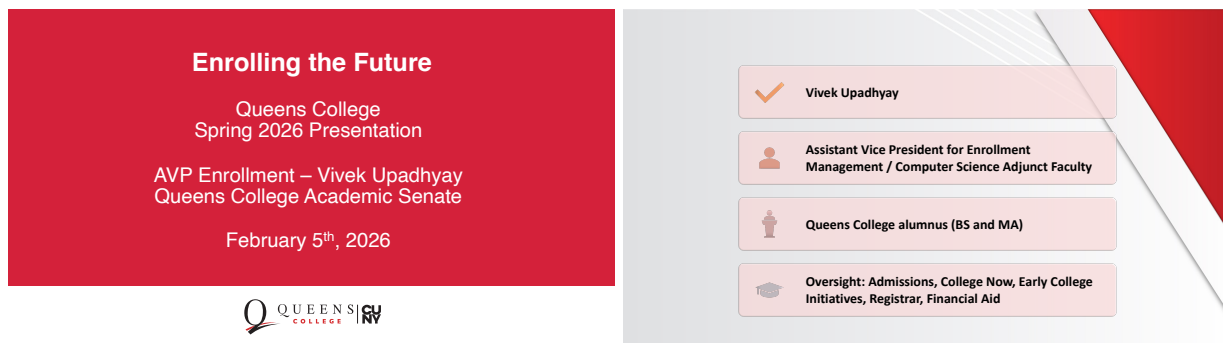 Enrolling the Future
Queens College
Spring 2026 Presentation
AVP Enrollment – Vivek Upadhyay
Queens College Academic Senate
February 5th, 2026
QUEENS
COLLEGE
CU
NY
Vivek Upadhyay
Assistant Vice President for Enrollment
Management / Computer Science Adjunct Faculty
Queens College alumnus (BS and MA)
Oversight: Admissions, College Now, Early College
Initiatives, Registrar, Financial Aid